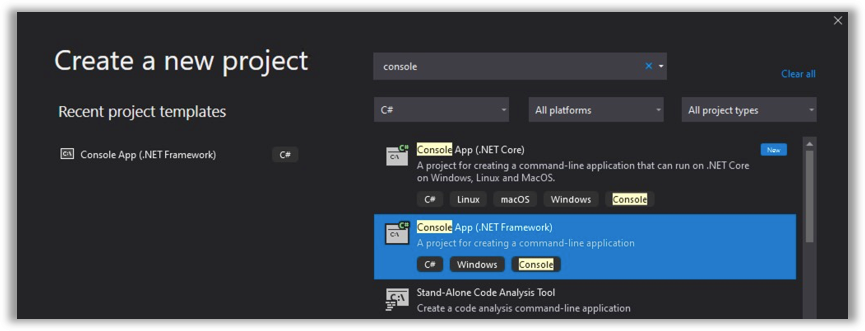 Create a new project
Recent project templates
Console App (.NET Framework)
C#
console
Clear all
C#
All platforms
All project types
C#
C:\
Console App (.NET Core)
New
A project for creating a command-line application that can run on .NET Core
on Windows, Linux and MacOS.
C#
Linux
macOS
Windows
Console
C#
C:\
Console App (.NET Framework)
A project for creating a command-line application
C#
Windows
Console
C:\
Stand-Alone Code Analysis Tool
Create a code analysis command-line application